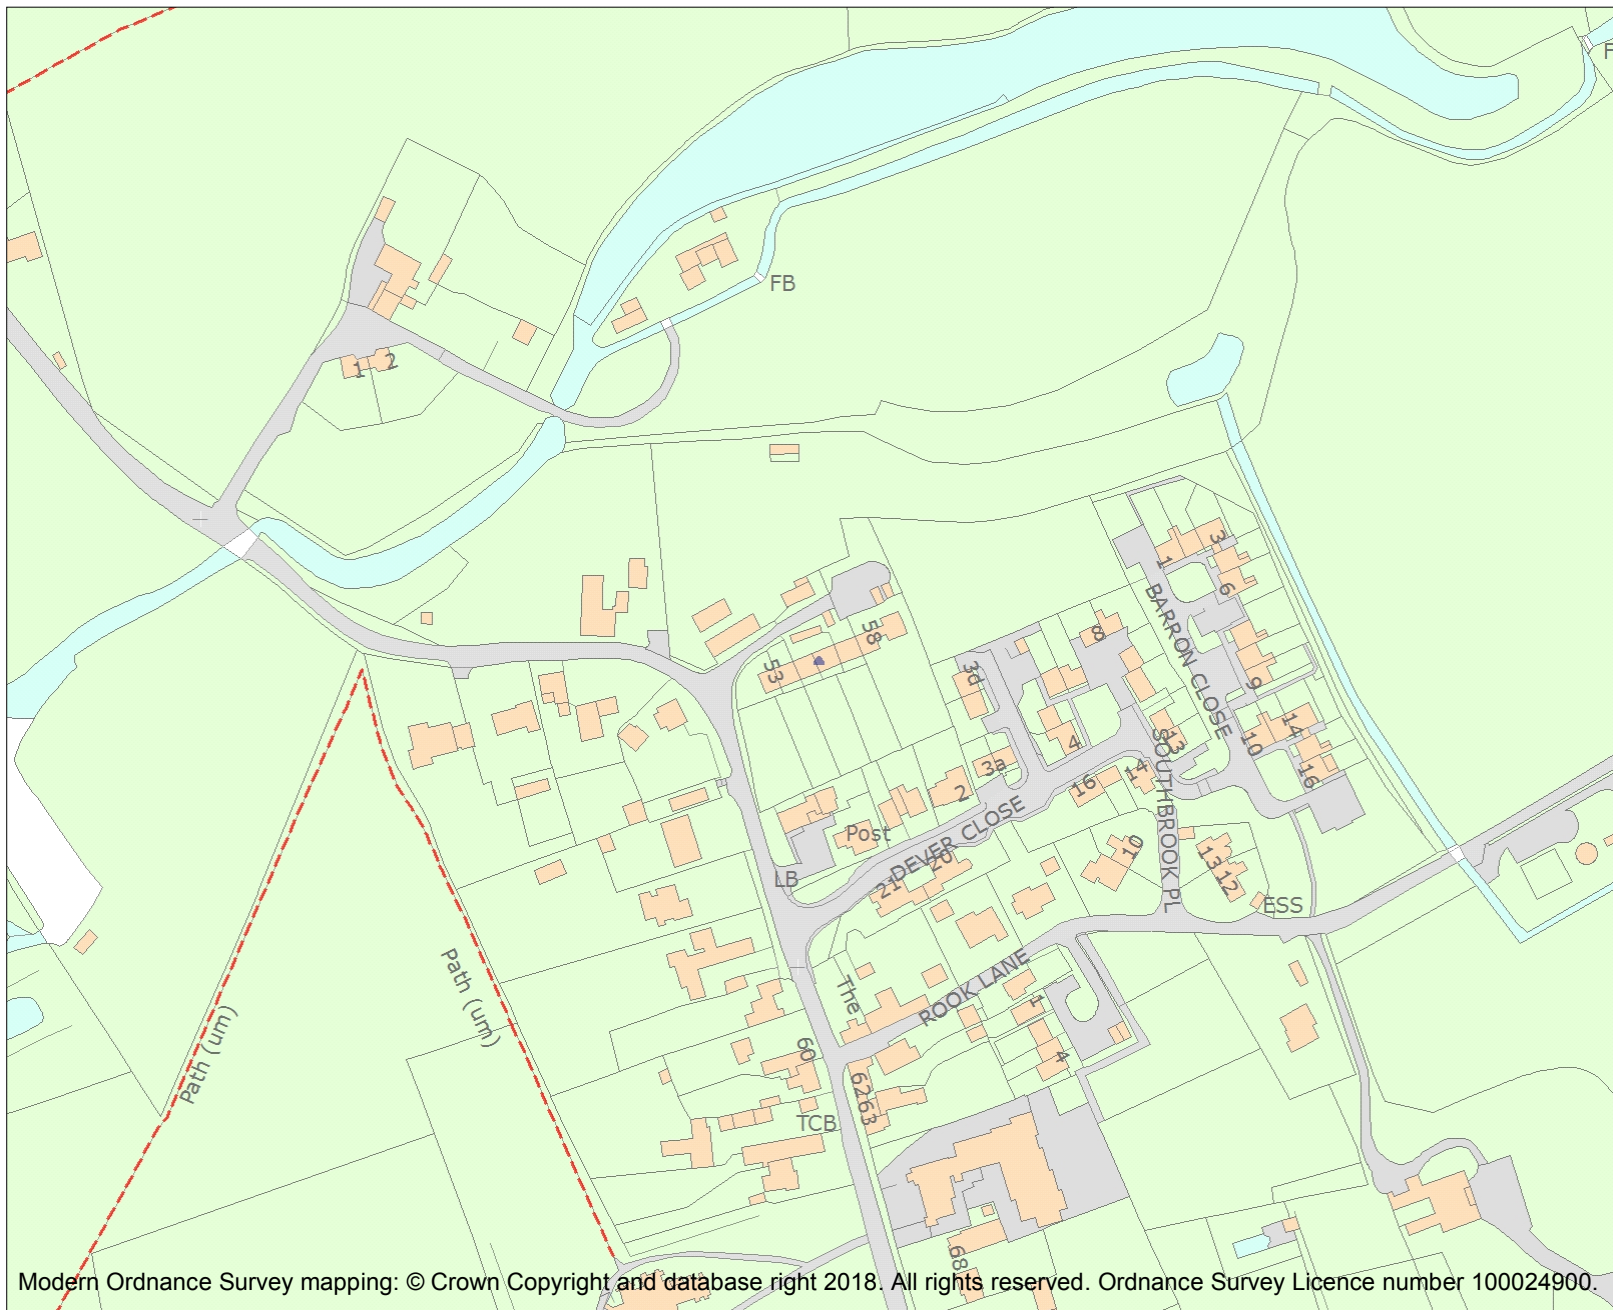 F
FB
1
2
3
1
6
BARRON CLOSE
58
8
53
3d
9
14
10
13
4
3a
16
14
16
2
SOUTHBROOK PL
Post
DEVER CLOSE
20
10
13
12
LB
21
ESS
Path (um)
Path (um)
The
ROOK LANE
1
4
60
62
63
TCB
68
Modern Ordnance Survey mapping: © Crown Copyright and database right 2018. All rights reserved. Ordnance Survey Licence number 100024900.